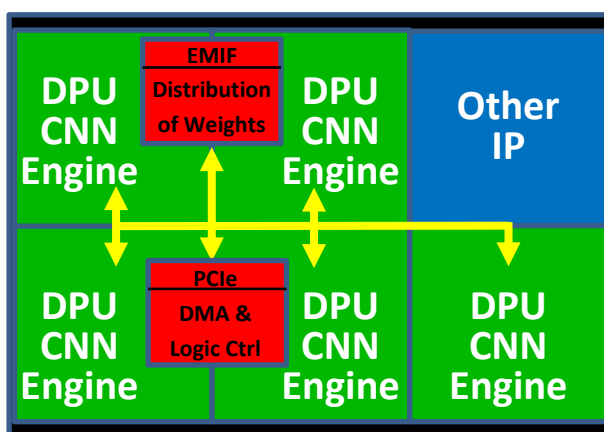 DPU
CNN
Engine
EMIF
Distribution
of Weights
DPU
CNN
Engine
Other
IP
DPU
CNN
Engine
PCIe
DMA &
Logic Ctrl
DPU
CNN
Engine
DPU
CNN
Engine